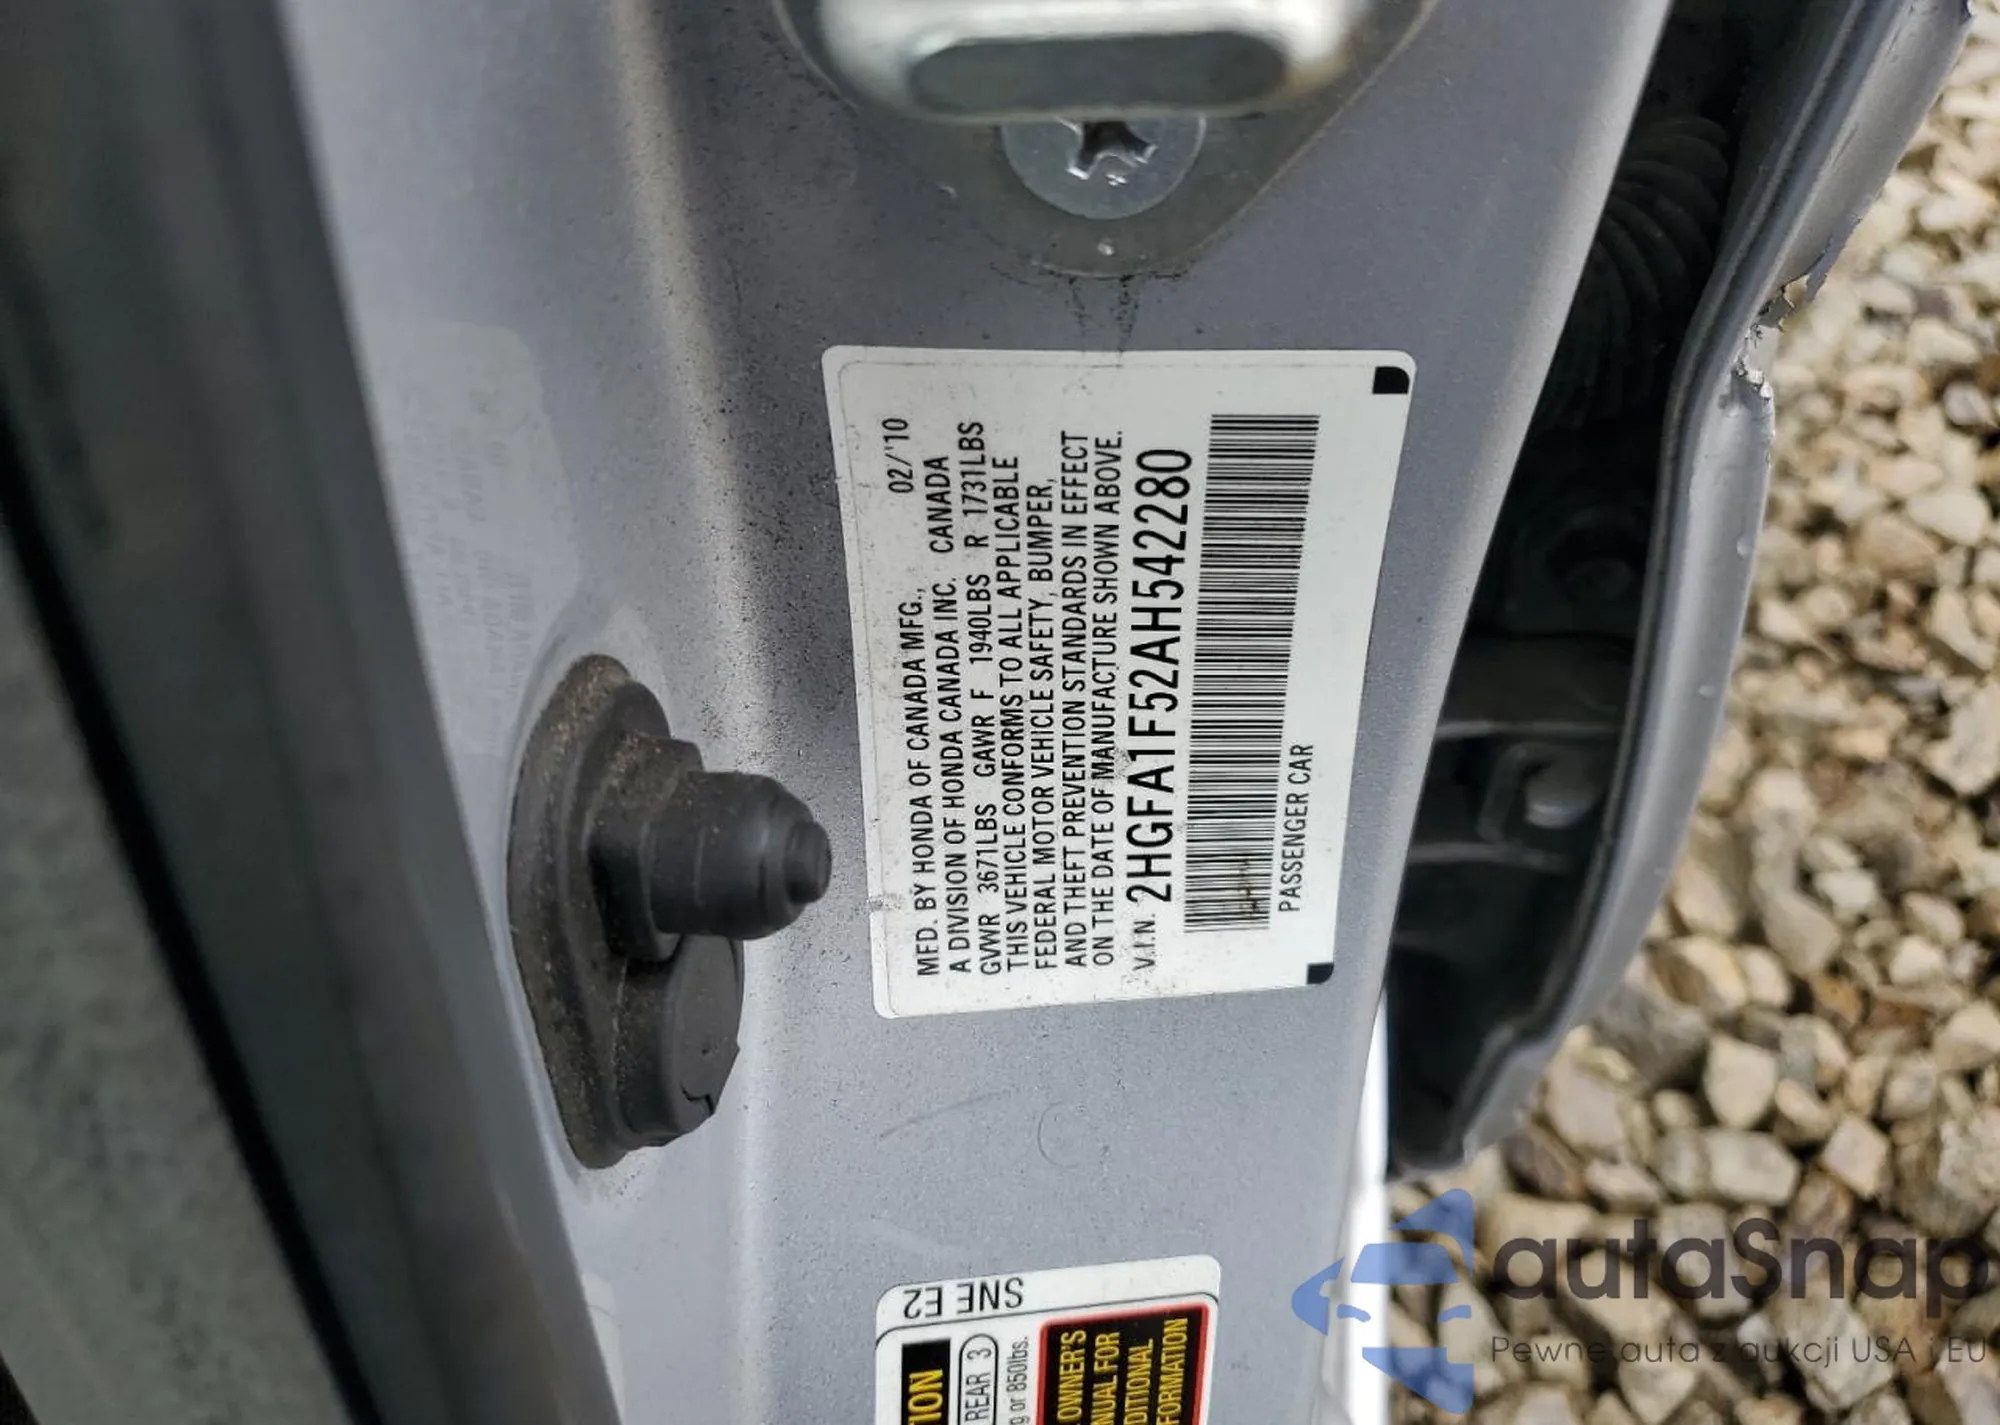 02/'10
MFD. BY HONDA OF CANADA MFG.,
A DIVISION OF HONDA CANADA INC. CANADA
GVWR 3671LBS GAWR F 1940LBS R 1731LBS
THIS VEHICLE CONFORMS TO ALL APPLICABLE
FEDERAL MOTOR VEHICLE SAFETY, BUMPER,
AND THEFT PREVENTION STANDARDS IN EFFECT
ON THE DATE OF MANUFACTURE SHOWN ABOVE.
V.I.N. 2HGFA1F52AH542280
PASSENGER CAR
SNE E2
REAR 3
or 850lbs.
OWNER'S
FOR
autaSnap
Pewne auta z aukcji USA i EU